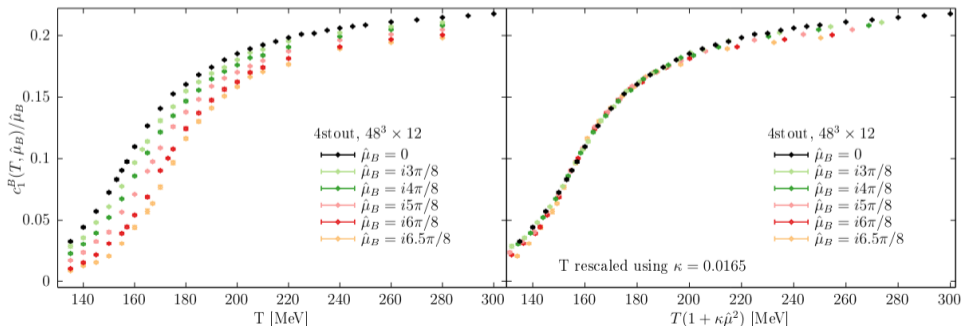 0.2
0.15
0.1
0.05
0
c₁ᴮ(T, μ̂_B)/μ̂_B
4stout, 48³ × 12
μ̂_B = 0
μ̂_B = i3π/8
μ̂_B = i4π/8
μ̂_B = i5π/8
μ̂_B = i6π/8
μ̂_B = i6.5π/8
140 160 180 200 220 240 260 280 300
T [MeV]
4stout, 48³ × 12
μ̂_B = 0
μ̂_B = i3π/8
μ̂_B = i4π/8
μ̂_B = i5π/8
μ̂_B = i6π/8
μ̂_B = i6.5π/8
T rescaled using κ = 0.0165
140 160 180 200 220 240 260 280 300
T(1 + κμ̂²) [MeV]